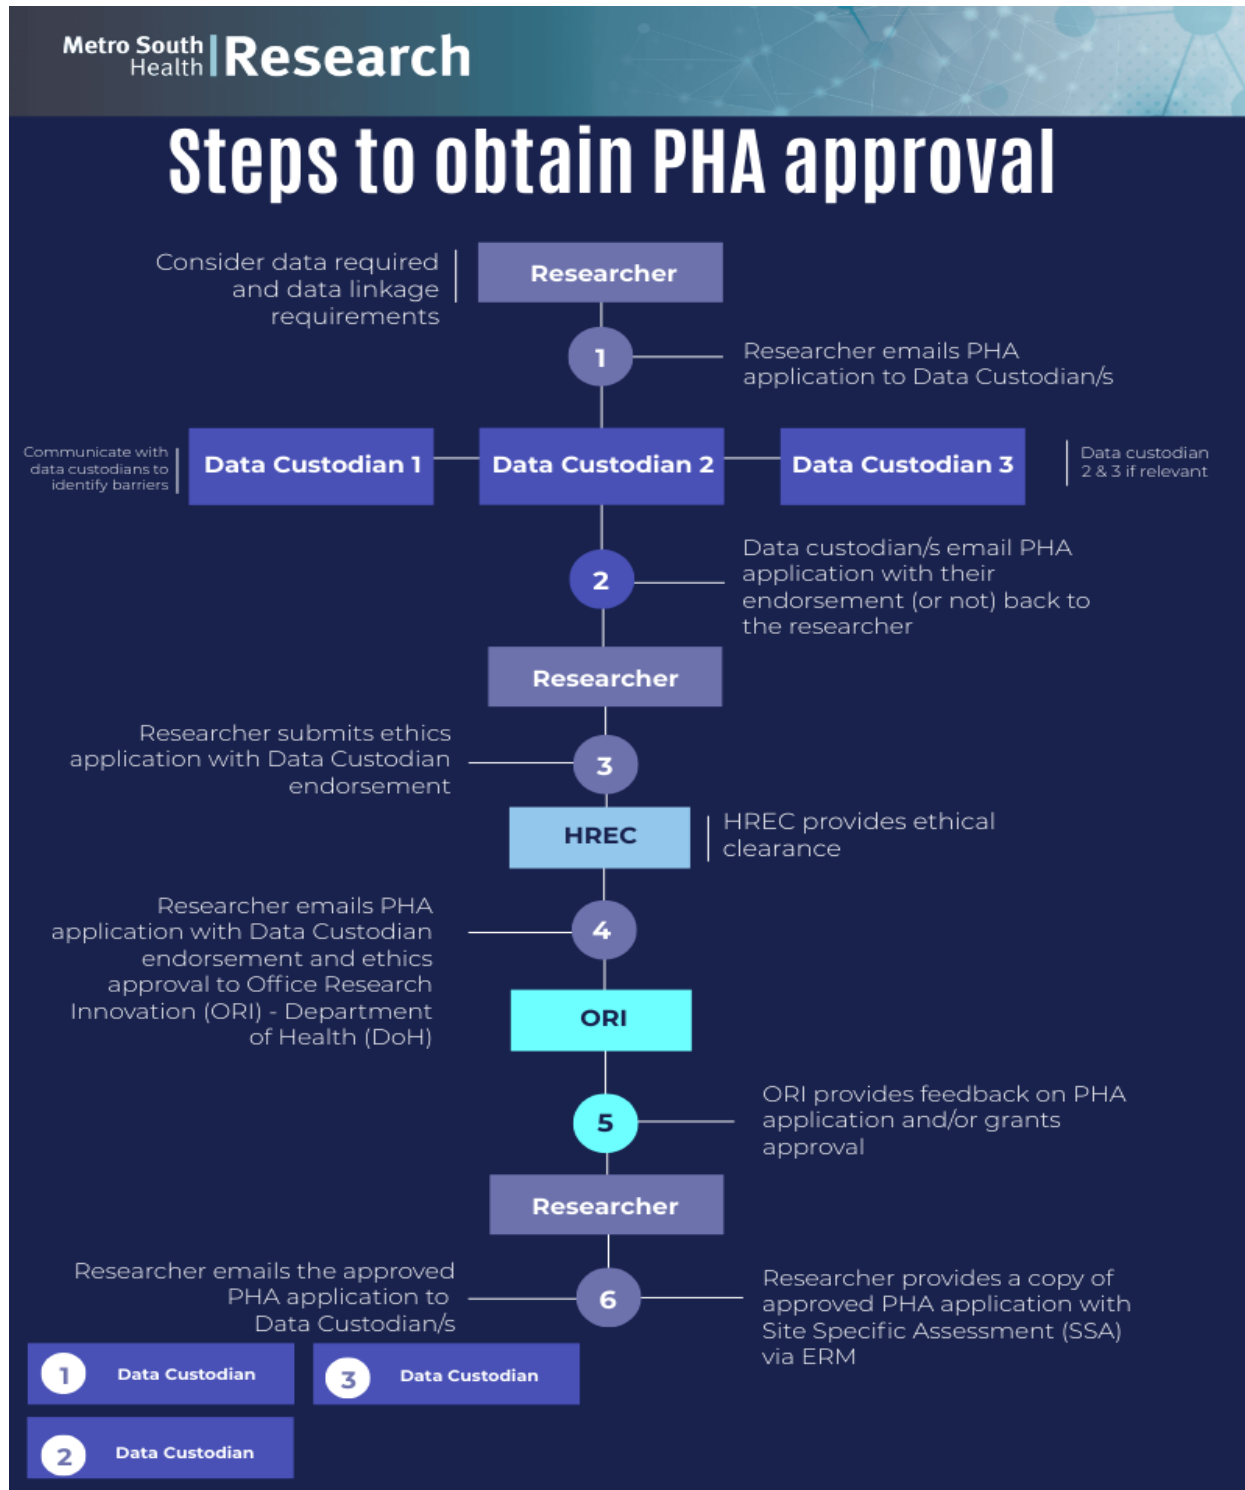 Metro South
Health
Research
Steps to obtain PHA approval
Consider data required
and data linkage
requirements
Researcher
1
Researcher emails PHA
application to Data Custodian/s
Communicate with
data custodians to
identify barriers
Data Custodian 1
Data Custodian 2
Data Custodian 3
Data custodian
2 & 3 if relevant
2
Data custodian/s email PHA
application with their
endorsement (or not) back to
the researcher
Researcher
Researcher submits ethics
application with Data Custodian
endorsement
3
HREC
HREC provides ethical
clearance
Researcher emails PHA
application with Data Custodian
endorsement and ethics
approval to Office Research
Innovation (ORI) - Department
of Health (DoH)
4
ORI
5
ORI provides feedback on PHA
application and/or grants
approval
Researcher
Researcher emails the approved
PHA application to
Data Custodian/s
6
Researcher provides a copy of
approved PHA application with
Site Specific Assessment (SSA)
via ERM
1 Data Custodian
3 Data Custodian
2 Data Custodian